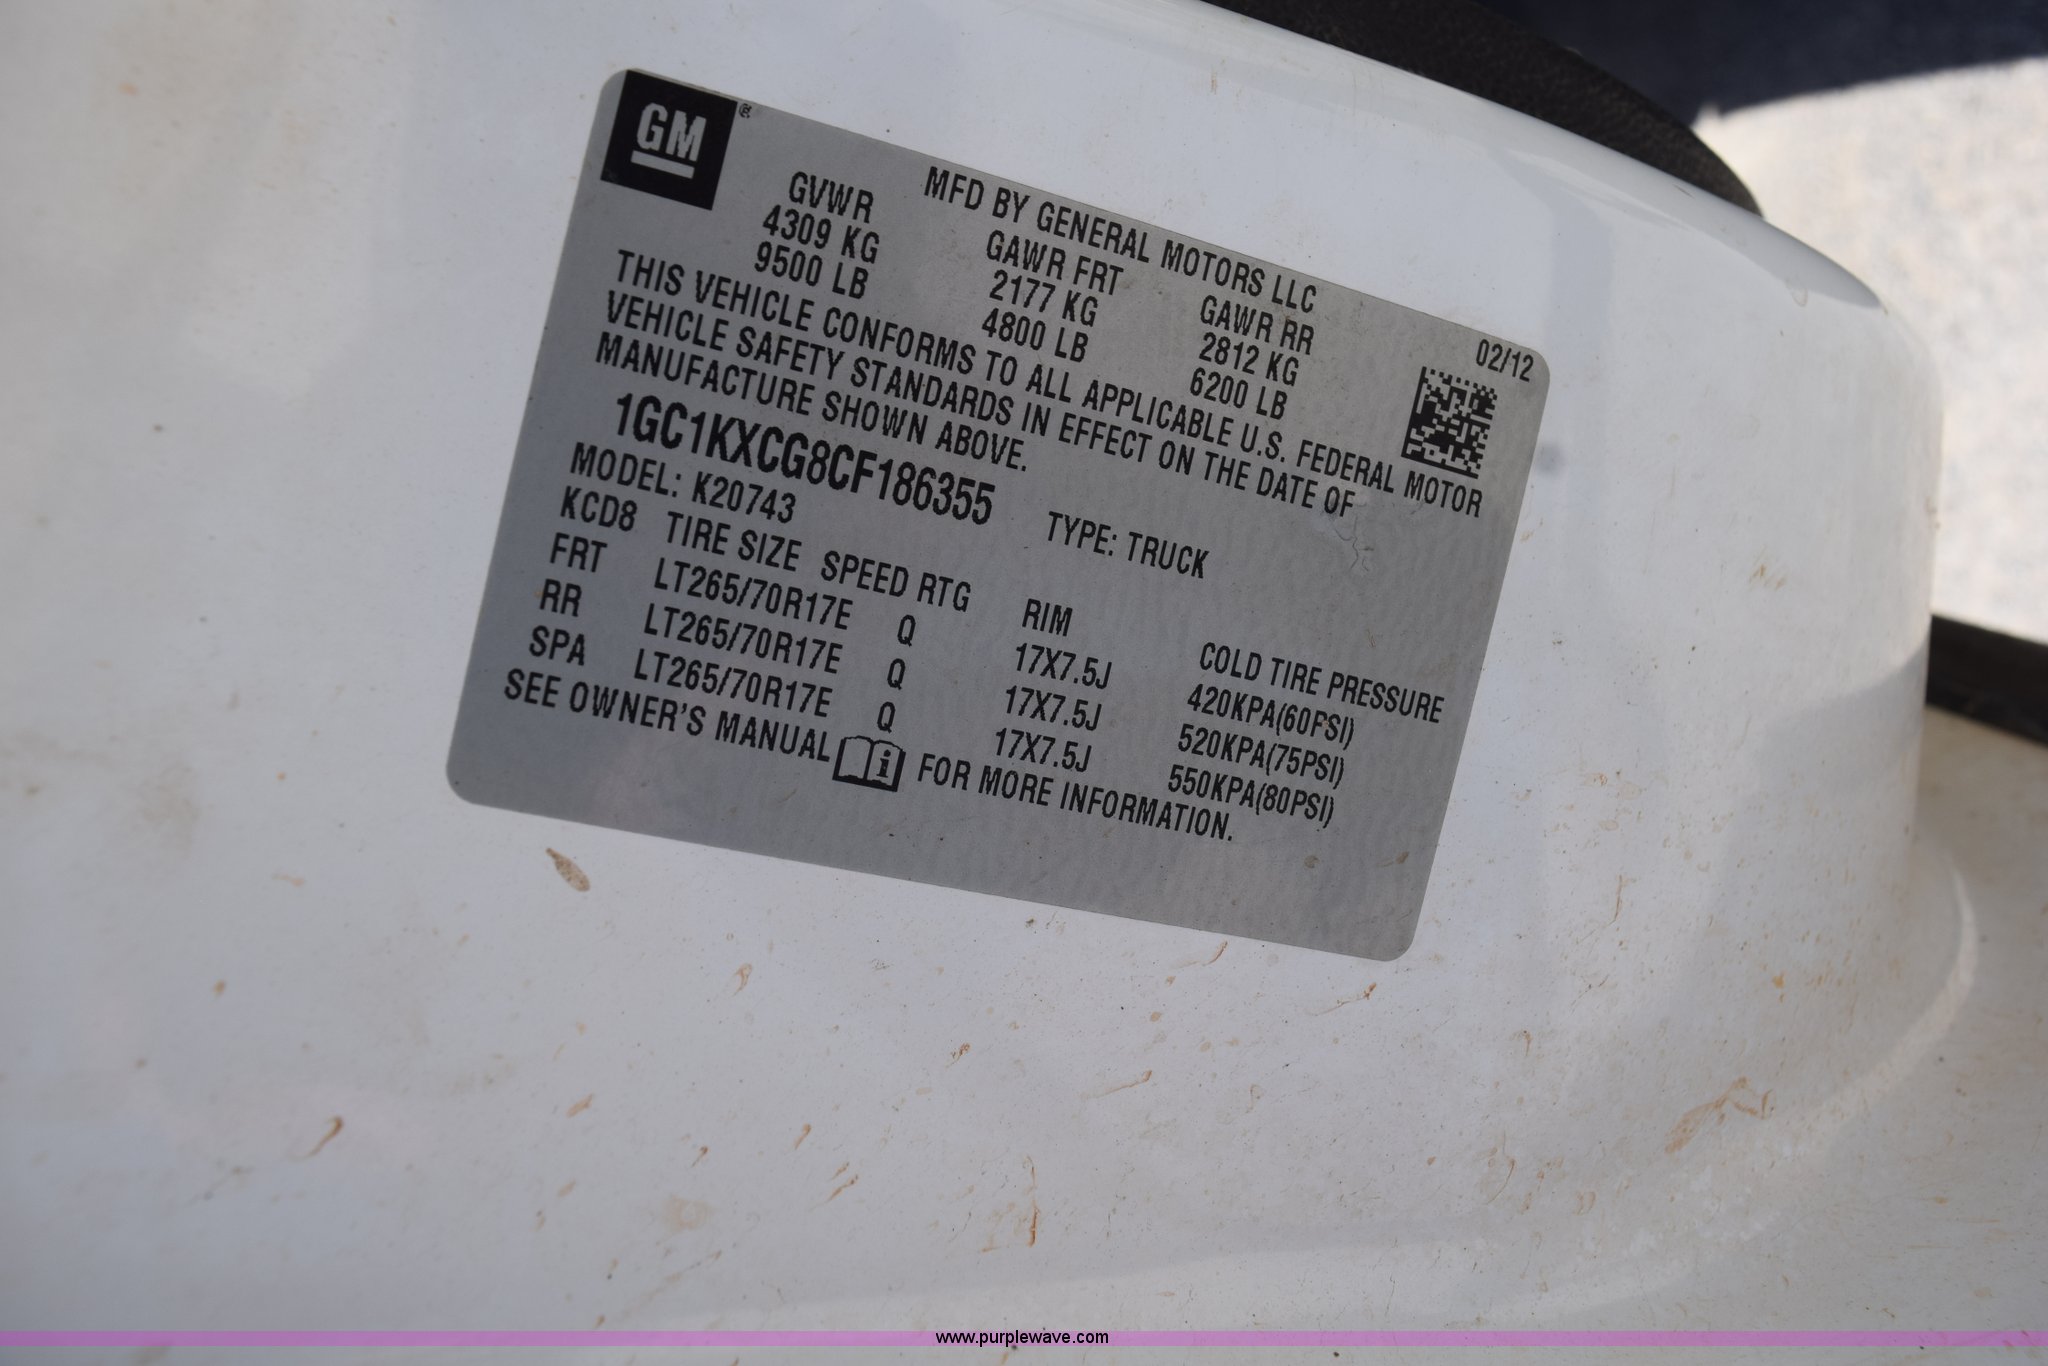 GM ®
MFD BY GENERAL MOTORS LLC
02/12
GVWR GAWR FRT GAWR RR
4309 KG 2177 KG 2812 KG
9500 LB 4800 LB 6200 LB
THIS VEHICLE CONFORMS TO ALL APPLICABLE U.S. FEDERAL MOTOR
VEHICLE SAFETY STANDARDS IN EFFECT ON THE DATE OF
MANUFACTURE SHOWN ABOVE.
1GC1KXCG8CF186355 TYPE: TRUCK
MODEL: K20743
KCD8 TIRE SIZE SPEED RTG RIM COLD TIRE PRESSURE
FRT LT265/70R17E Q 17X7.5J 420KPA(60PSI)
RR LT265/70R17E Q 17X7.5J 520KPA(75PSI)
SPA LT265/70R17E Q 17X7.5J 550KPA(80PSI)
SEE OWNER'S MANUAL i FOR MORE INFORMATION.
www.purplewave.com